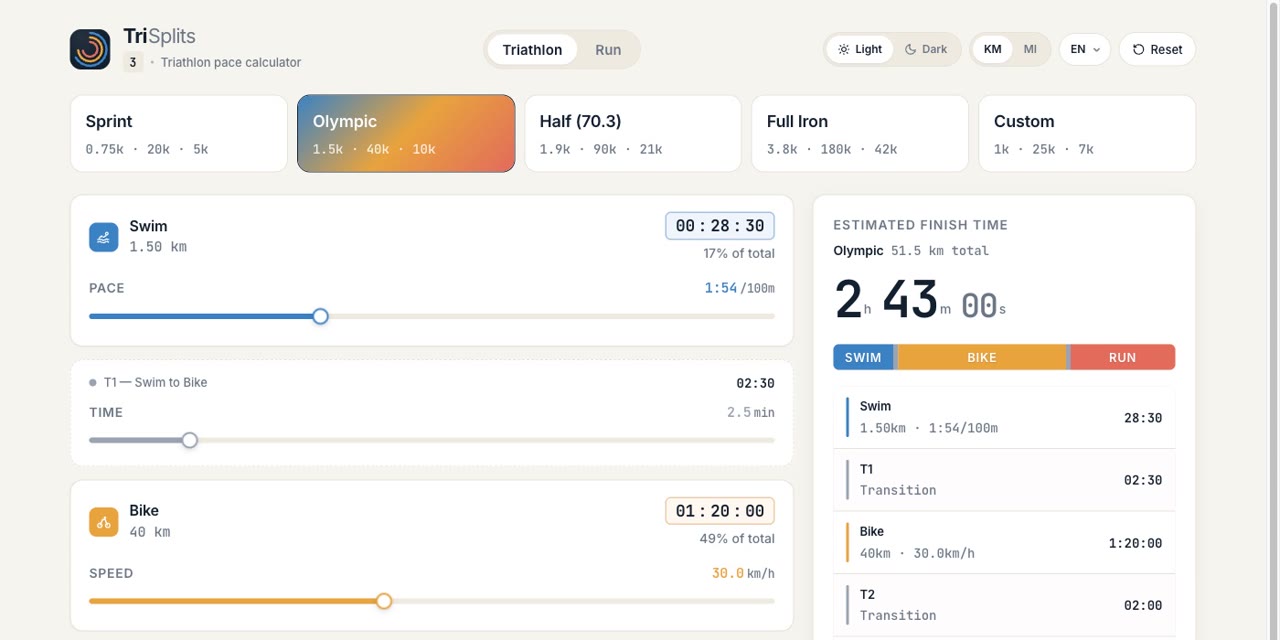 TriSplits
3 · Triathlon pace calculator
Triathlon Run
Light Dark
KM MI
EN
Reset
Sprint
0.75k · 20k · 5k
Olympic
1.5k · 40k · 10k
Half (70.3)
1.9k · 90k · 21k
Full Iron
3.8k · 180k · 42k
Custom
1k · 25k · 7k
Swim
1.50 km
00:28:30
17% of total
PACE 1:54 /100m
T1 — Swim to Bike 02:30
TIME 2.5 min
Bike
40 km
01:20:00
49% of total
SPEED 30.0 km/h
ESTIMATED FINISH TIME
Olympic 51.5 km total
2h 43m 00s
SWIM BIKE RUN
Swim
1.50km · 1:54/100m
28:30
T1
Transition
02:30
Bike
40km · 30.0km/h
1:20:00
T2
Transition
02:00